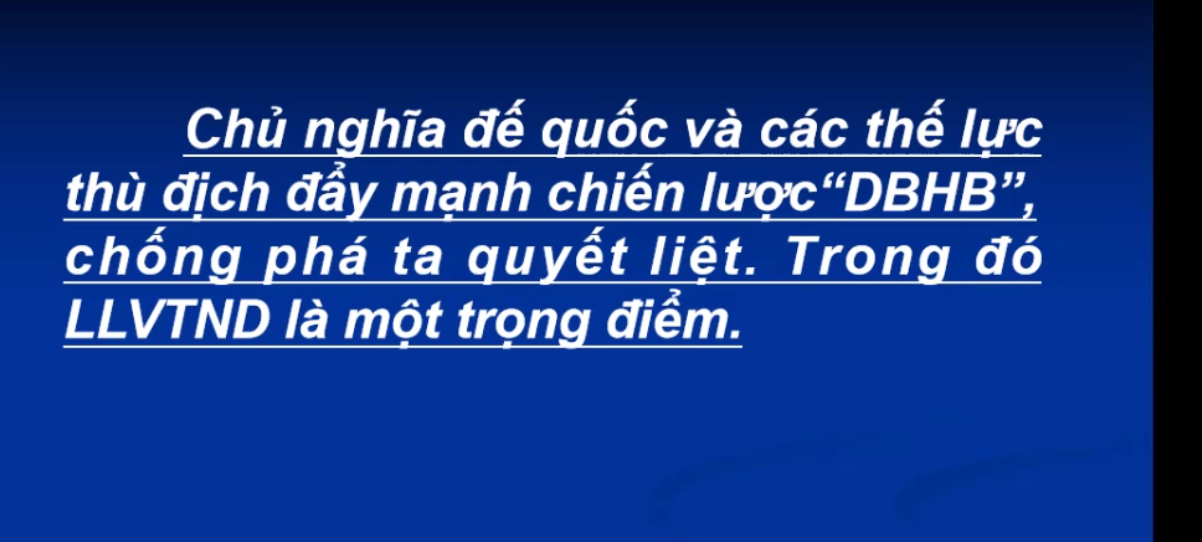 Chủ nghĩa đế quốc và các thế lực
thù địch đẩy mạnh chiến lược“DBHB”,
chống phá ta quyết liệt. Trong đó
LLVTND là một trọng điểm.